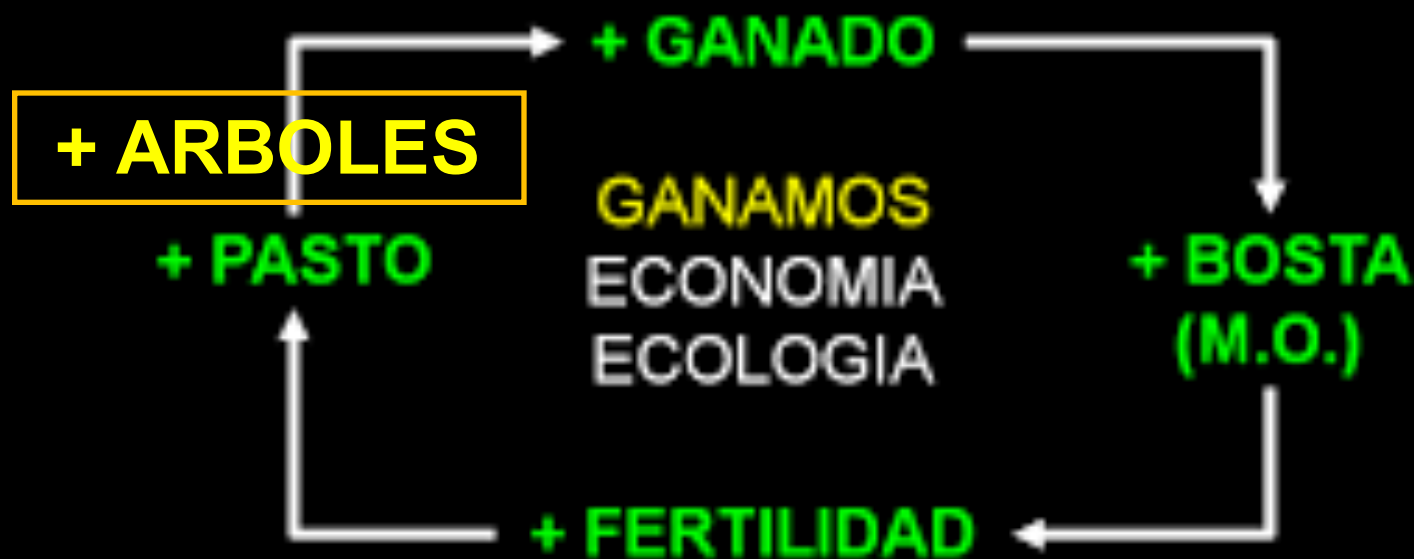 + GANADO
+ ARBOLES
GANAMOS
+ PASTO
ECONOMIA
+ BOSTA
ECOLOGIA
(M.O.)
+ FERTILIDAD